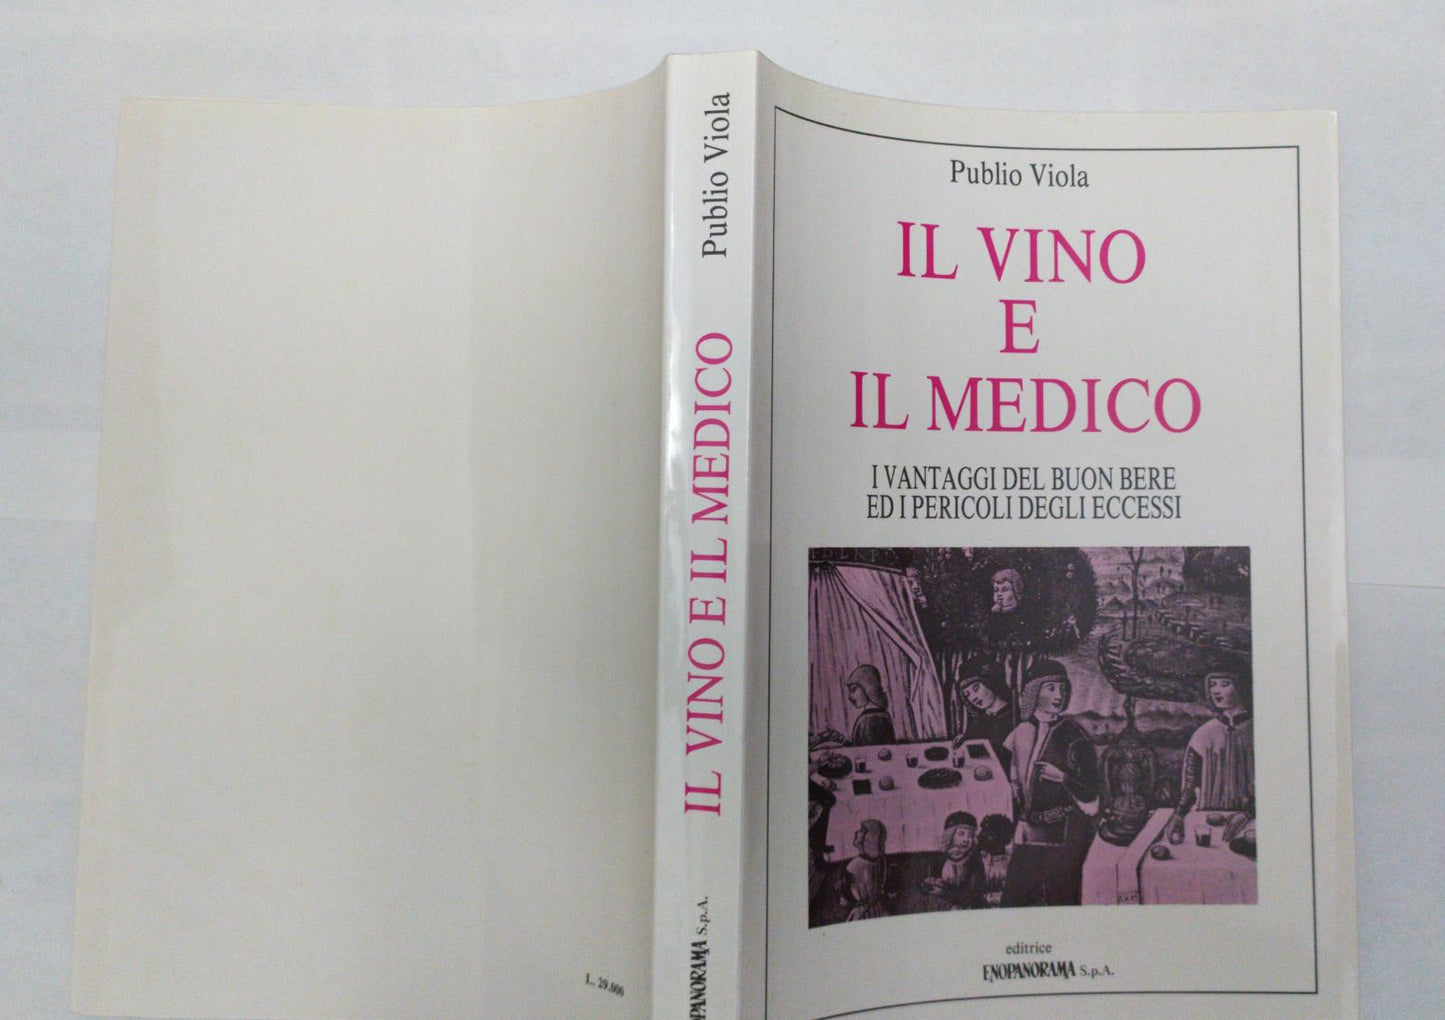 L. 29.000
Publio Viola
IL VINO E IL MEDICO
OPANORAMA S.p.A.
Publio Viola
IL VINO
E
IL MEDICO
I VANTAGGI DEL BUON BERE
ED I PERICOLI DEGLI ECCESSI
editrice
ENOPANORAMA S.p.A.